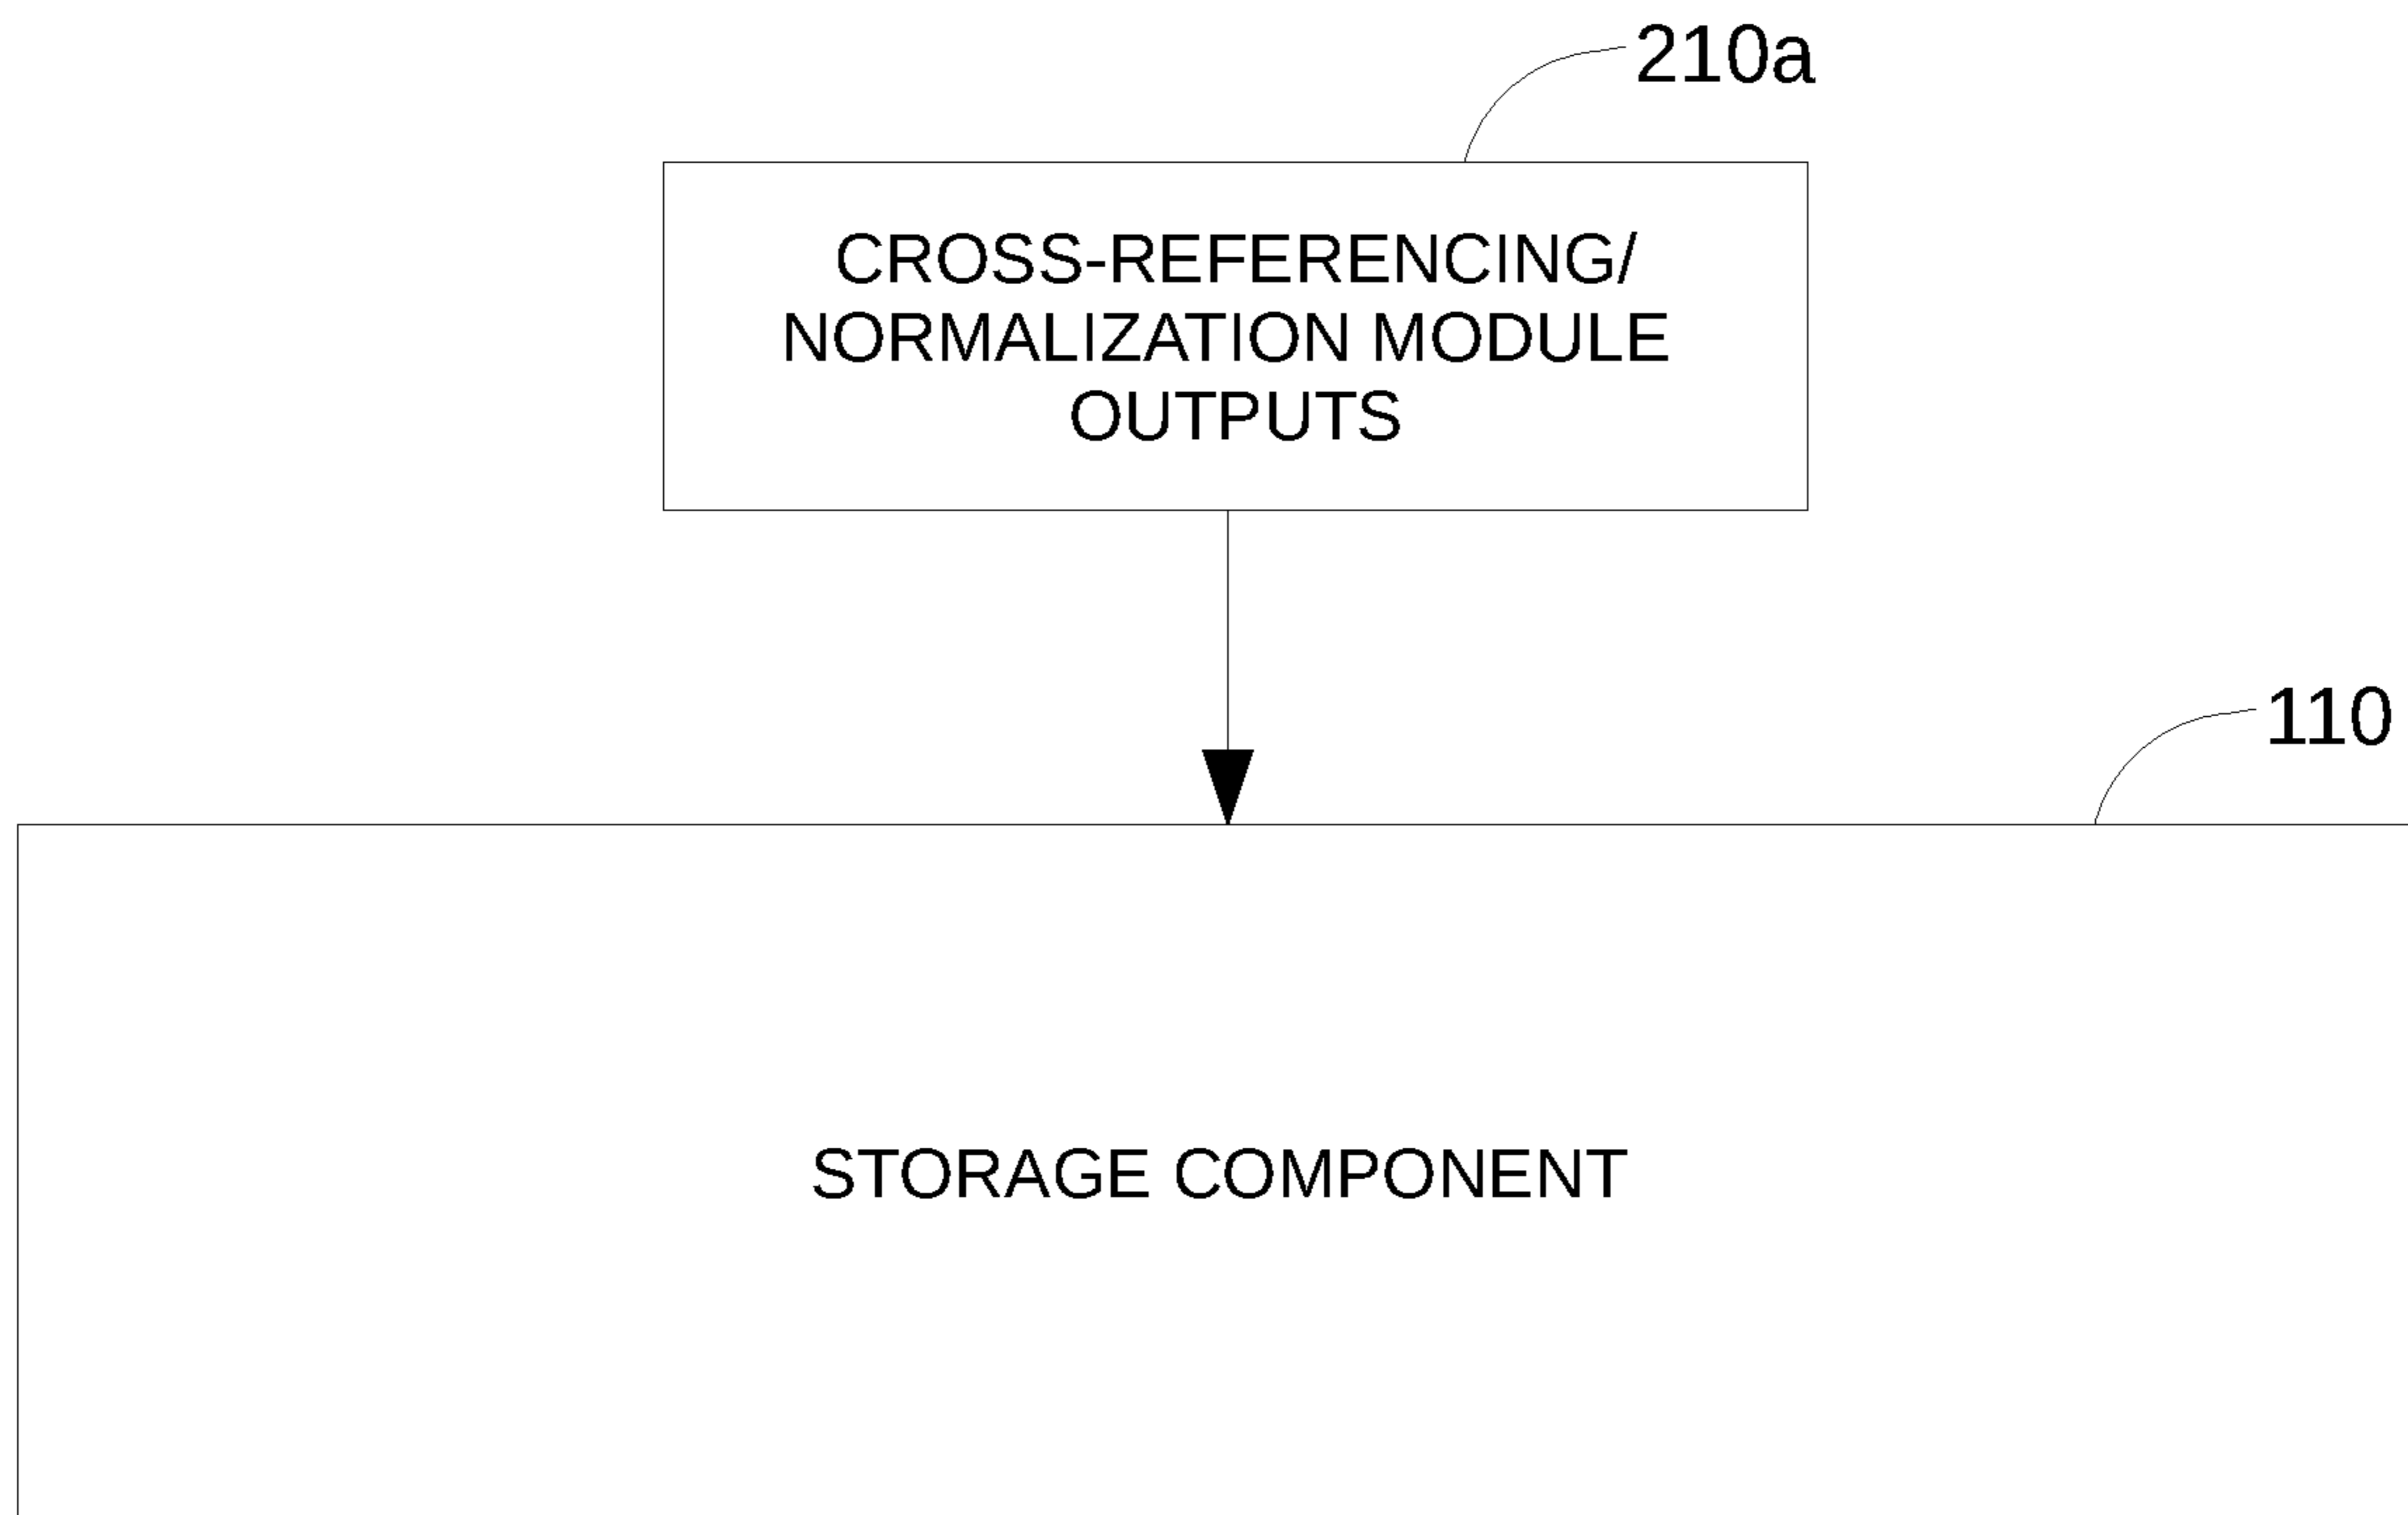 210a
CROSS-REFERENCING/
NORMALIZATION MODULE
OUTPUTS
110
STORAGE COMPONENT